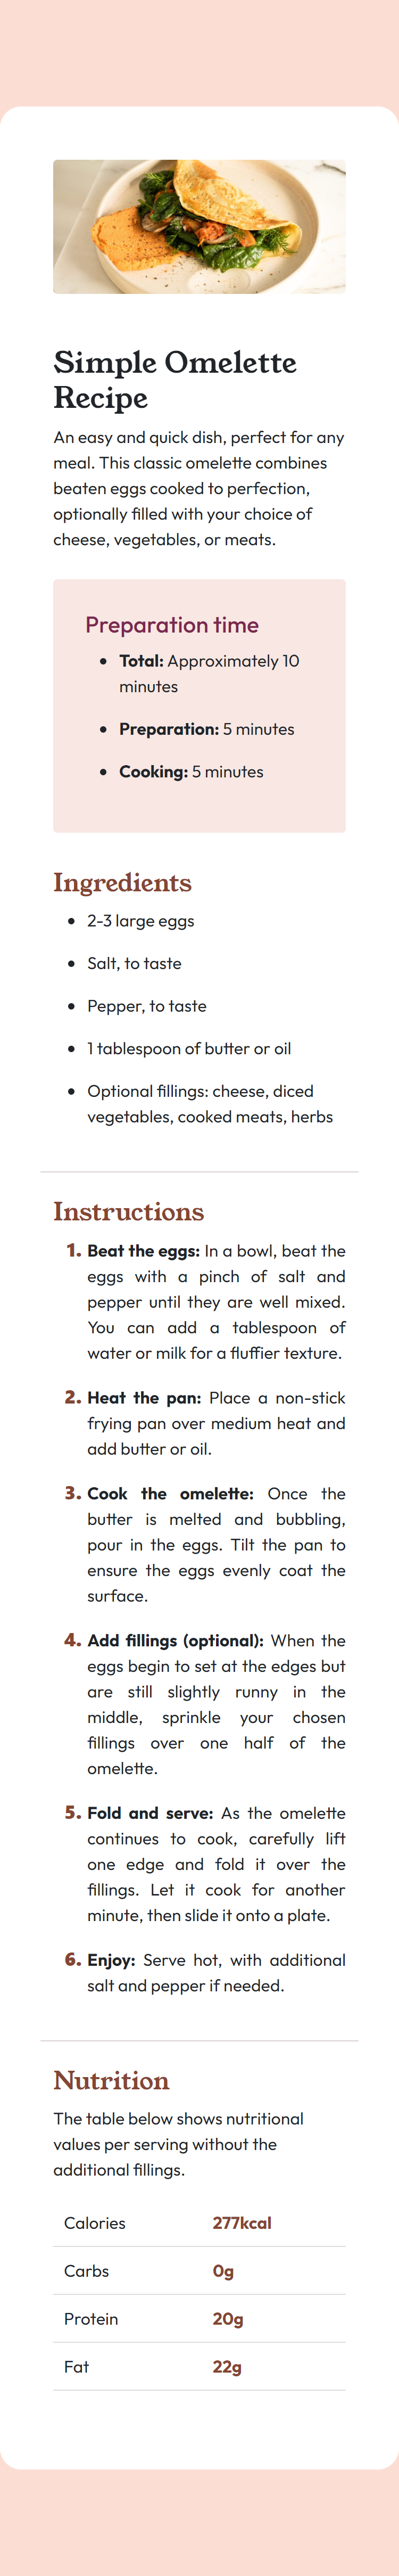 Simple Omelette
Recipe
An easy and quick dish, perfect for any
meal. This classic omelette combines
beaten eggs cooked to perfection,
optionally filled with your choice of
cheese, vegetables, or meats.
Preparation time
• Total: Approximately 10
minutes
• Preparation: 5 minutes
• Cooking: 5 minutes
Ingredients
• 2-3 large eggs
• Salt, to taste
• Pepper, to taste
• 1 tablespoon of butter or oil
• Optional fillings: cheese, diced
vegetables, cooked meats, herbs
Instructions
1. Beat the eggs: In a bowl, beat the
eggs with a pinch of salt and
pepper until they are well mixed.
You can add a tablespoon of
water or milk for a fluffier texture.
2. Heat the pan: Place a non-stick
frying pan over medium heat and
add butter or oil.
3. Cook the omelette: Once the
butter is melted and bubbling,
pour in the eggs. Tilt the pan to
ensure the eggs evenly coat the
surface.
4. Add fillings (optional): When the
eggs begin to set at the edges but
are still slightly runny in the
middle, sprinkle your chosen
fillings over one half of the
omelette.
5. Fold and serve: As the omelette
continues to cook, carefully lift
one edge and fold it over the
fillings. Let it cook for another
minute, then slide it onto a plate.
6. Enjoy: Serve hot, with additional
salt and pepper if needed.
Nutrition
The table below shows nutritional
values per serving without the
additional fillings.
Calories 277kcal
Carbs 0g
Protein 20g
Fat 22g